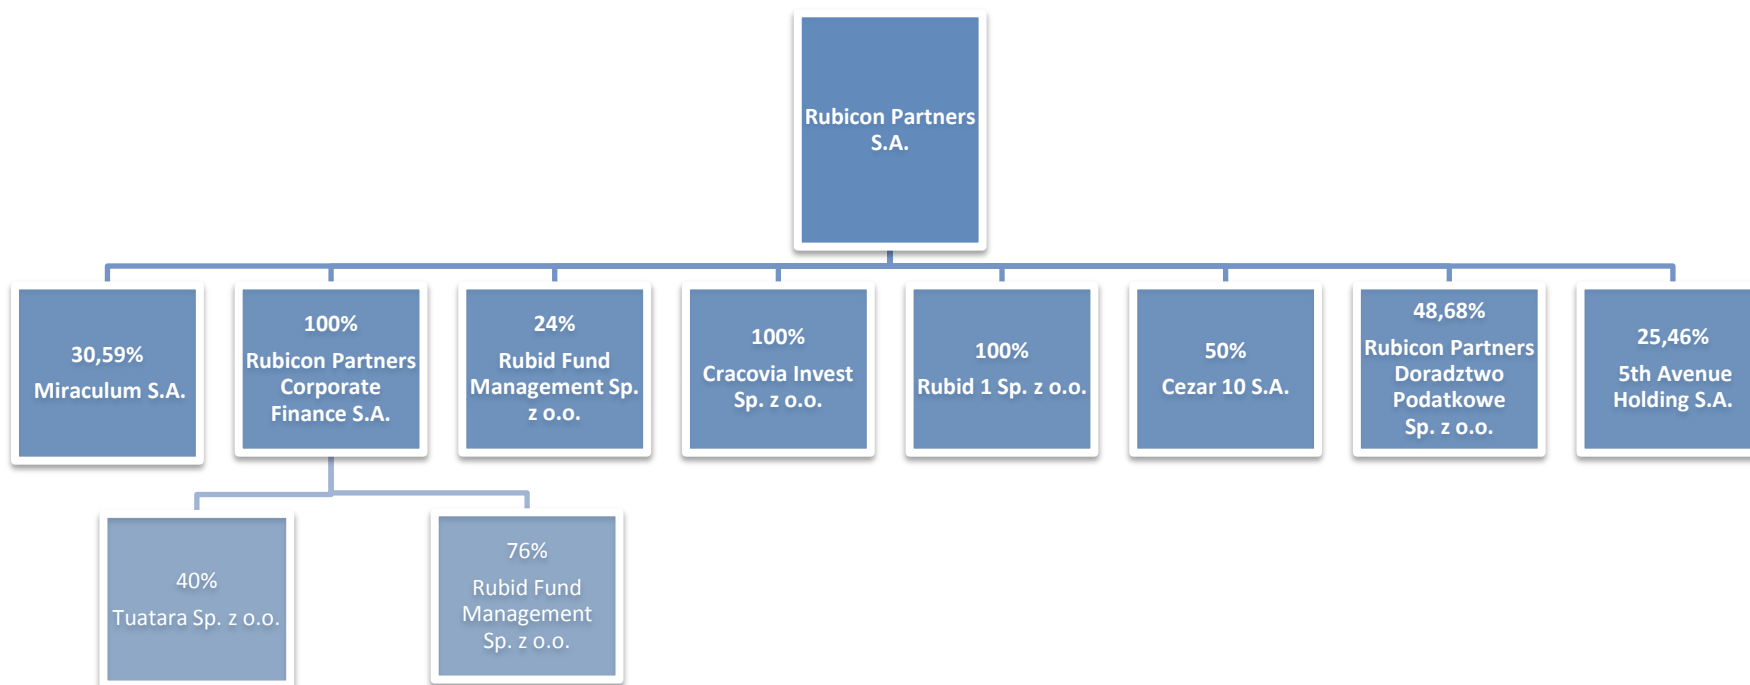 Rubicon Partners
S.A.
30,59%
Miraculum S.A.
100%
Rubicon Partners
Corporate
Finance S.A.
24%
Rubid Fund
Management Sp.
z o.o.
100%
Cracovia Invest
Sp. z o.o.
100%
Rubid 1 Sp. z o.o.
50%
Cezar 10 S.A.
48,68%
Rubicon Partners
Doradztwo
Podatkowe
Sp. z o.o.
25,46%
5th Avenue
Holding S.A.
40%
Tuatara Sp. z o.o.
76%
Rubid Fund
Management
Sp. z o.o.